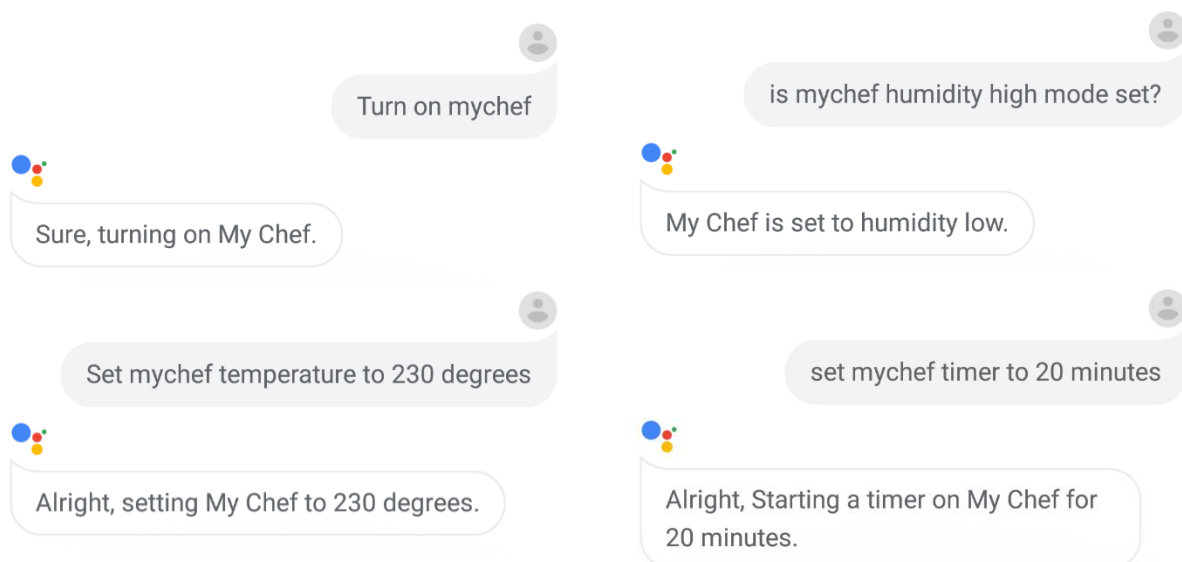 Turn on mychef
Sure, turning on My Chef.
Set mychef temperature to 230 degrees
Alright, setting My Chef to 230 degrees.
is mychef humidity high mode set?
My Chef is set to humidity low.
set mychef timer to 20 minutes
Alright, Starting a timer on My Chef for
20 minutes.